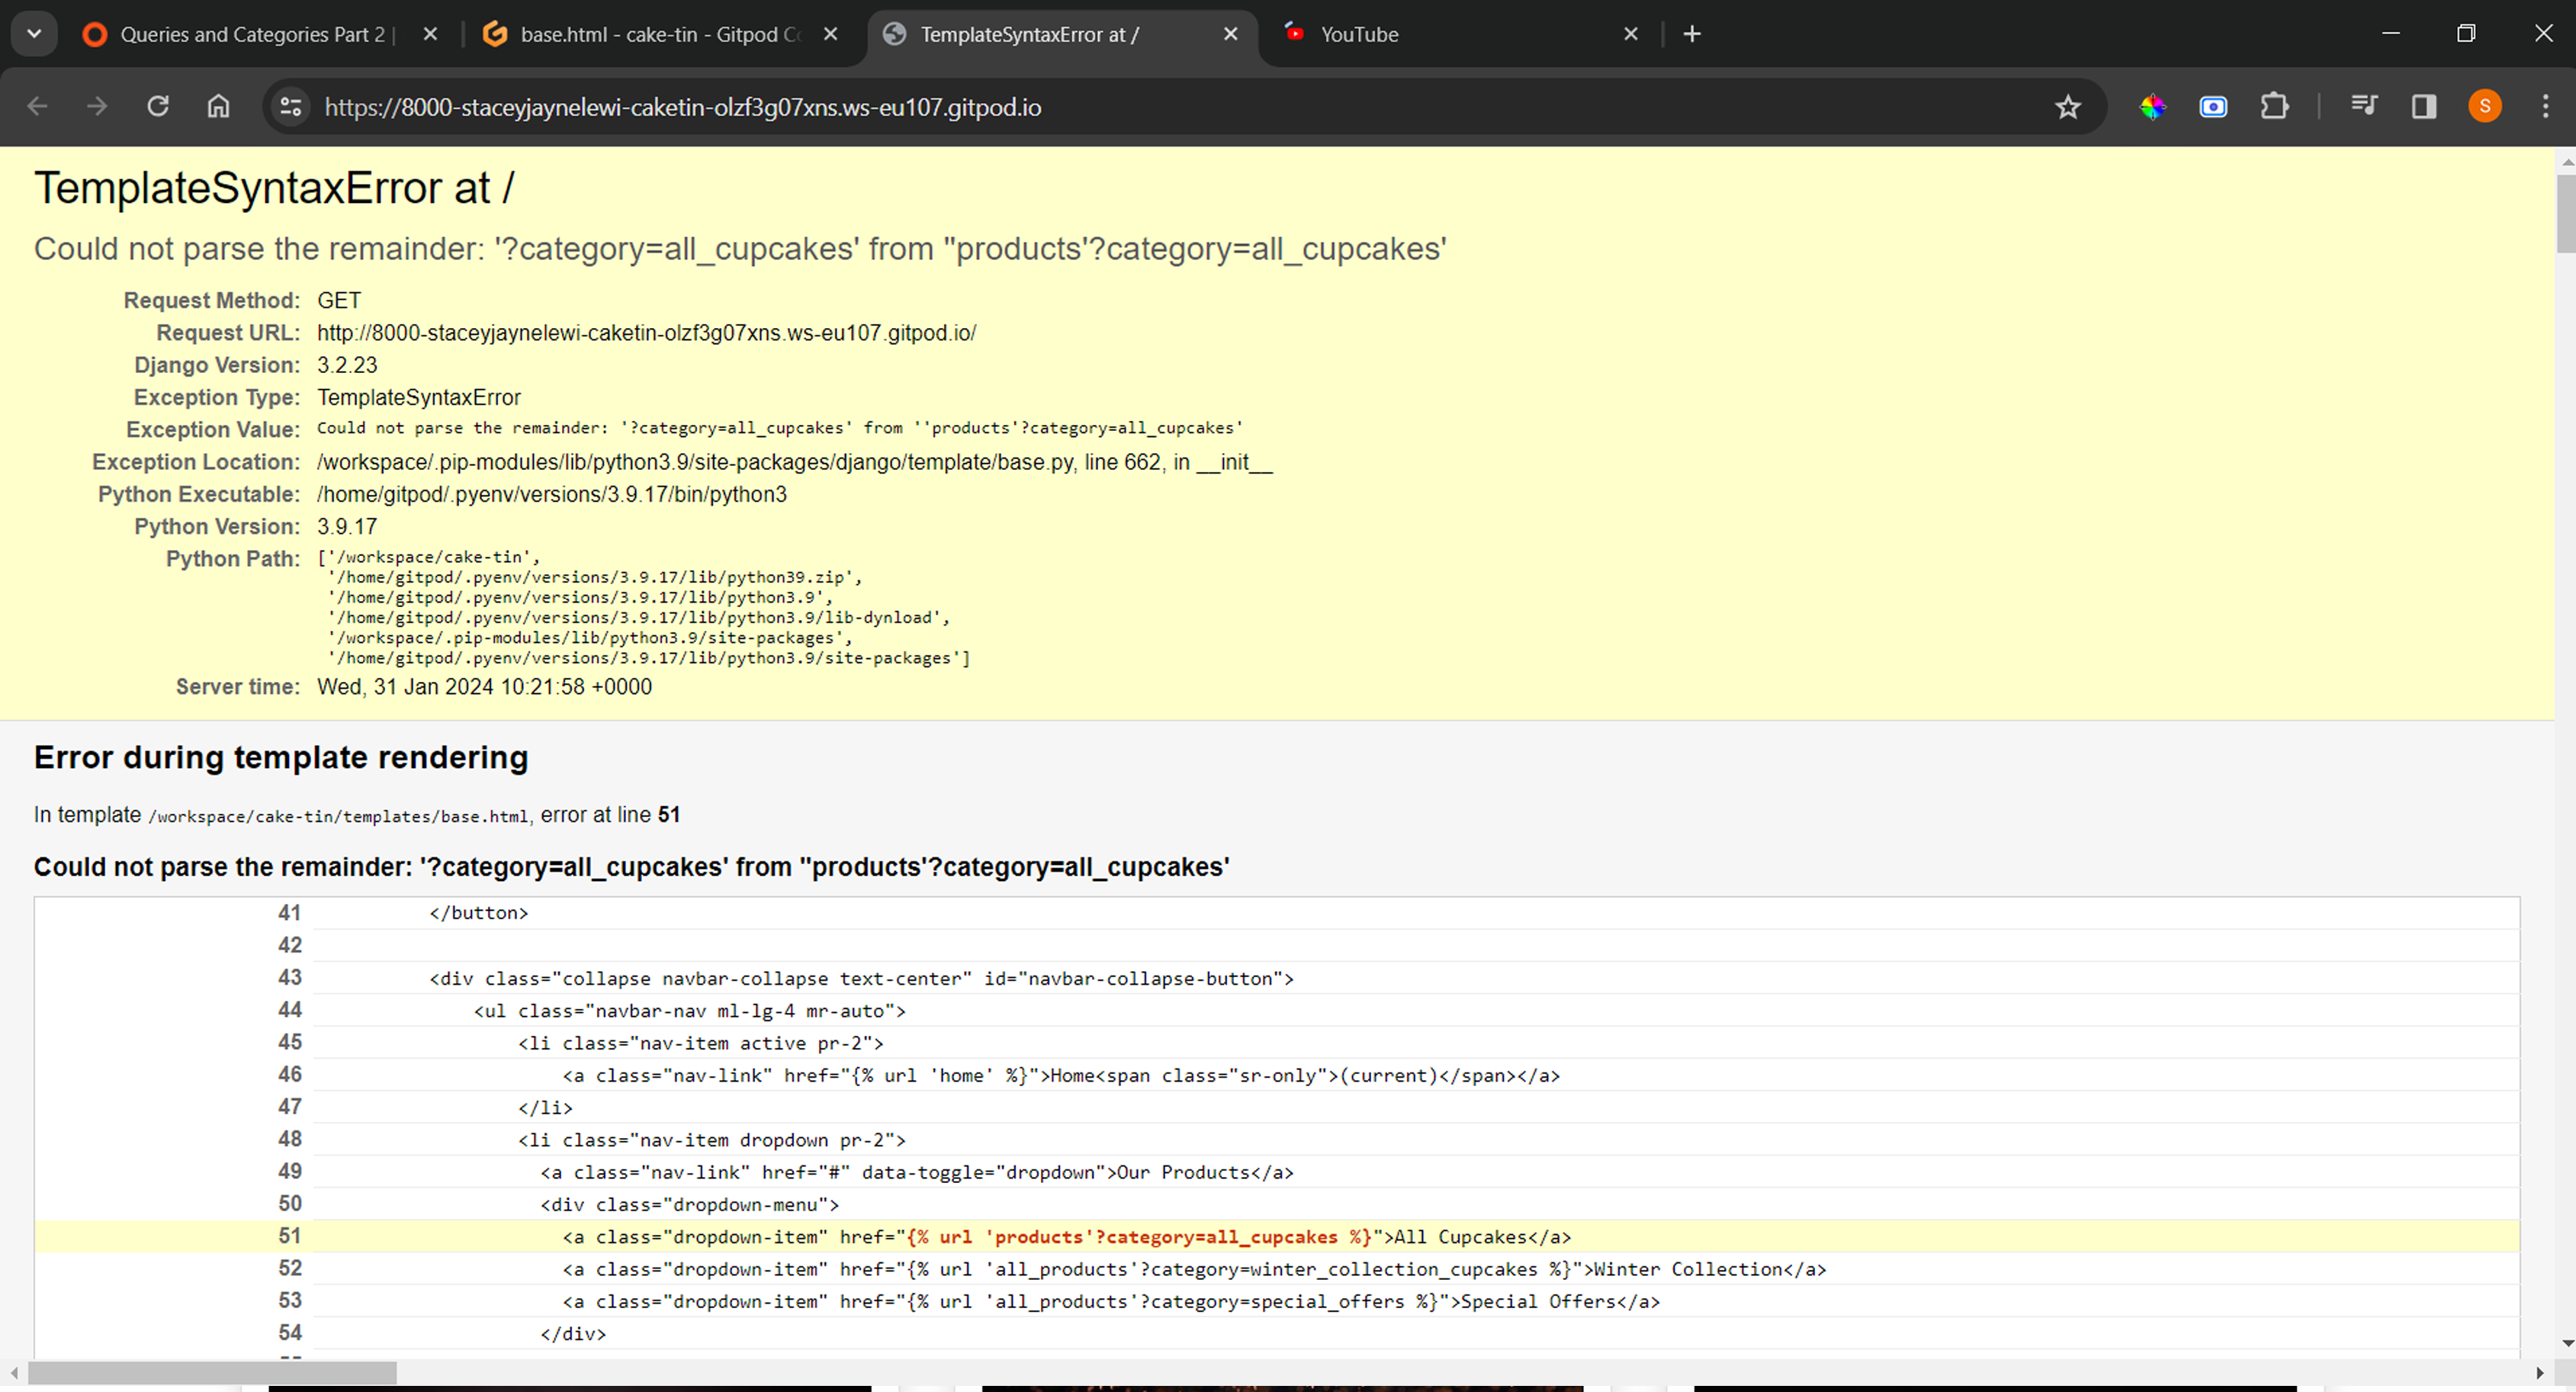 Queries and Categories Part 2 |
base.html - cake-tin - Gitpod Co
TemplateSyntaxError at /
YouTube
https://8000-staceyjaynelewi-caketin-olzf3g07xns.ws-eu107.gitpod.io
S
TemplateSyntaxError at /
Could not parse the remainder: '?category=all_cupcakes' from ''products'?category=all_cupcakes'
Request Method: GET
Request URL: http://8000-staceyjaynelewi-caketin-olzf3g07xns.ws-eu107.gitpod.io/
Django Version: 3.2.23
Exception Type: TemplateSyntaxError
Exception Value: Could not parse the remainder: '?category=all_cupcakes' from ''products'?category=all_cupcakes'
Exception Location: /workspace/.pip-modules/lib/python3.9/site-packages/django/template/base.py, line 662, in __init__
Python Executable: /home/gitpod/.pyenv/versions/3.9.17/bin/python3
Python Version: 3.9.17
Python Path: ['/workspace/cake-tin',
'/home/gitpod/.pyenv/versions/3.9.17/lib/python39.zip',
'/home/gitpod/.pyenv/versions/3.9.17/lib/python3.9',
'/home/gitpod/.pyenv/versions/3.9.17/lib/python3.9/lib-dynload',
'/workspace/.pip-modules/lib/python3.9/site-packages',
'/home/gitpod/.pyenv/versions/3.9.17/lib/python3.9/site-packages']
Server time: Wed, 31 Jan 2024 10:21:58 +0000
Error during template rendering
In template /workspace/cake-tin/templates/base.html, error at line 51
Could not parse the remainder: '?category=all_cupcakes' from ''products'?category=all_cupcakes'
41 </button>
42
43 <div class="collapse navbar-collapse text-center" id="navbar-collapse-button">
44 <ul class="navbar-nav ml-lg-4 mr-auto">
45 <li class="nav-item active pr-2">
46 <a class="nav-link" href="{% url 'home' %}">Home<span class="sr-only">(current)</span></a>
47 </li>
48 <li class="nav-item dropdown pr-2">
49 <a class="nav-link" href="#" data-toggle="dropdown">Our Products</a>
50 <div class="dropdown-menu">
51 <a class="dropdown-item" href="{% url 'products'?category=all_cupcakes %}">All Cupcakes</a>
52 <a class="dropdown-item" href="{% url 'all_products'?category=winter_collection_cupcakes %}">Winter Collection</a>
53 <a class="dropdown-item" href="{% url 'all_products'?category=special_offers %}">Special Offers</a>
54 </div>